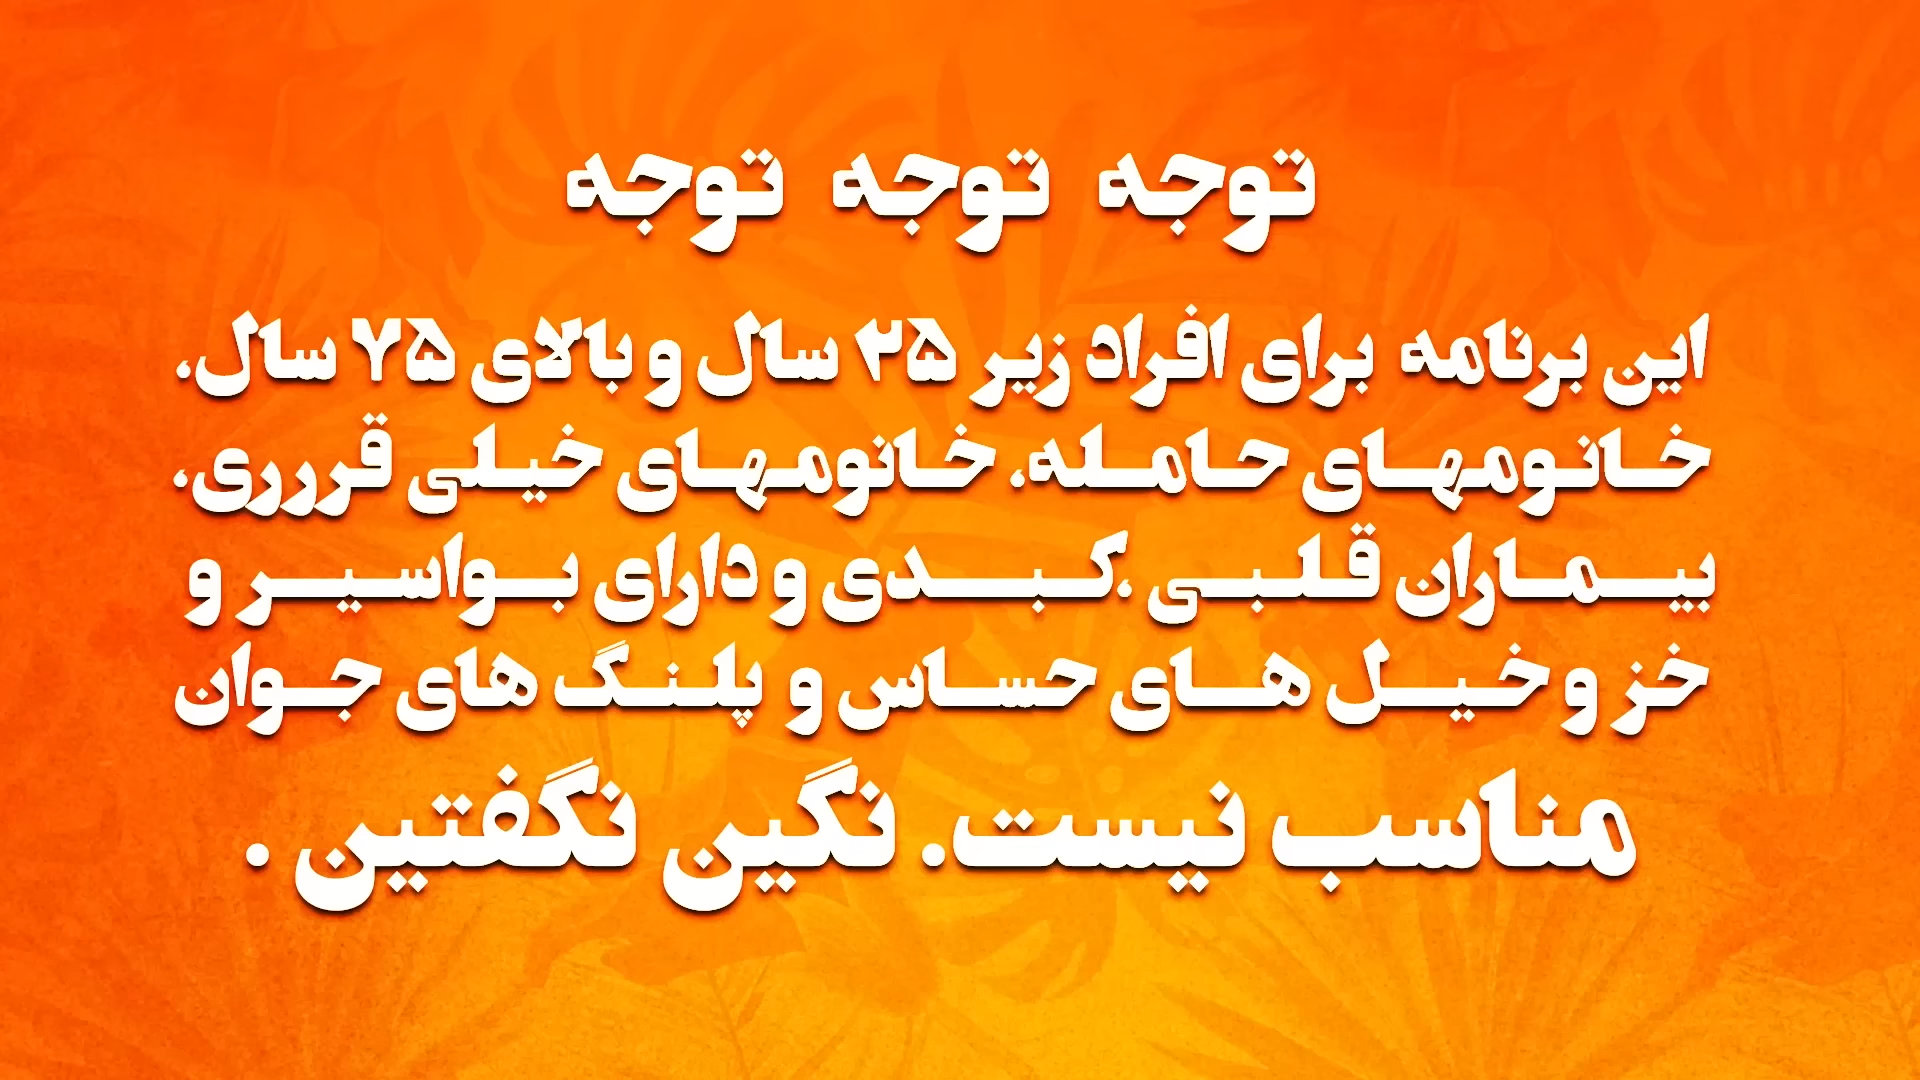 توجه توجه توجه
این برنامه برای افراد زیر ۲۵ سال و بالای ۷۵ سال،
خانومهای حامله، خانومهای خیلی قررری،
بیماران قلبی ،کبدی و دارای بواسیر و
خز و خیل های حساس و پلنگ های جوان
مناسب نیست. نگین نگفتین .